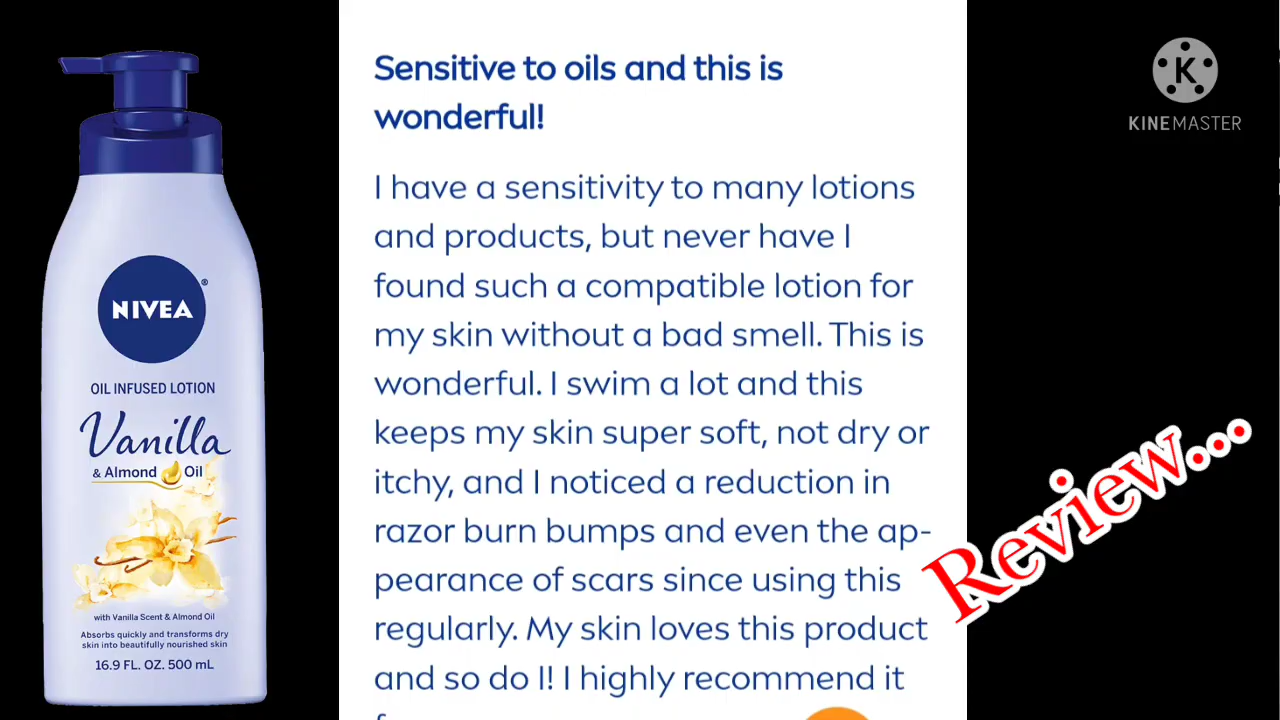 NIVEA
®
OIL INFUSED LOTION
Vanilla
& Almond Oil
with Vanilla Scent & Almond Oil
Absorbs quickly and transforms dry
skin into beautifully nourished skin
16.9 FL. OZ. 500 mL
Sensitive to oils and this is
wonderful!
I have a sensitivity to many lotions
and products, but never have I
found such a compatible lotion for
my skin without a bad smell. This is
wonderful. I swim a lot and this
keeps my skin super soft, not dry or
itchy, and I noticed a reduction in
razor burn bumps and even the ap-
pearance of scars since using this
regularly. My skin loves this product
and so do I! I highly recommend it
K
KINEMASTER
Review...